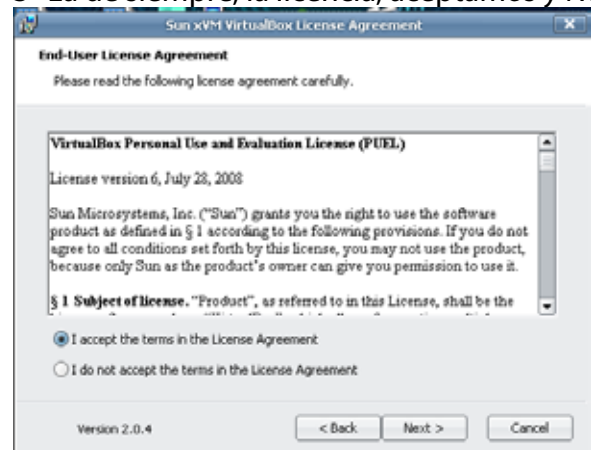 Sun xVM VirtualBox License Agreement
End-User License Agreement
Please read the following license agreement carefully.
VirtualBox Personal Use and Evaluation License (PUEL)
License version 6, July 28, 2008
Sun Microsystems, Inc. ("Sun") grants you the right to use the software
product as defined in § 1 according to the following provisions. If you do not
agree to all conditions set forth by this license, you may not use the product,
because only Sun as the product's owner can give you permission to use it.
§ 1 Subject of license. "Product", as referred to in this License, shall be the
I accept the terms in the License Agreement
I do not accept the terms in the License Agreement
Version 2.0.4
< Back
Next >
Cancel